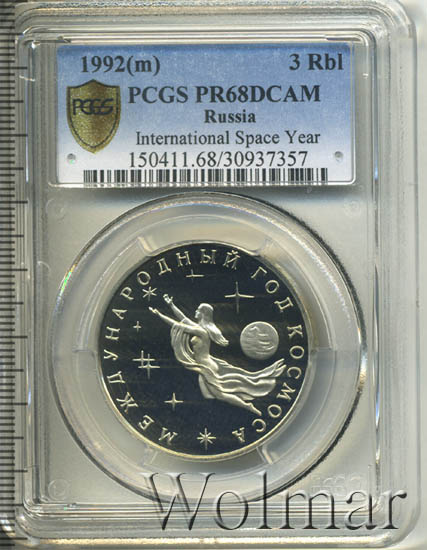 1992(m) 3 Rbl
PCGS PCGS PR68DCAM
Russia
International Space Year
150411.68/30937357
МЕЖДУНАРОДНЫЙ ГОД КОСМОСА
Wolmar